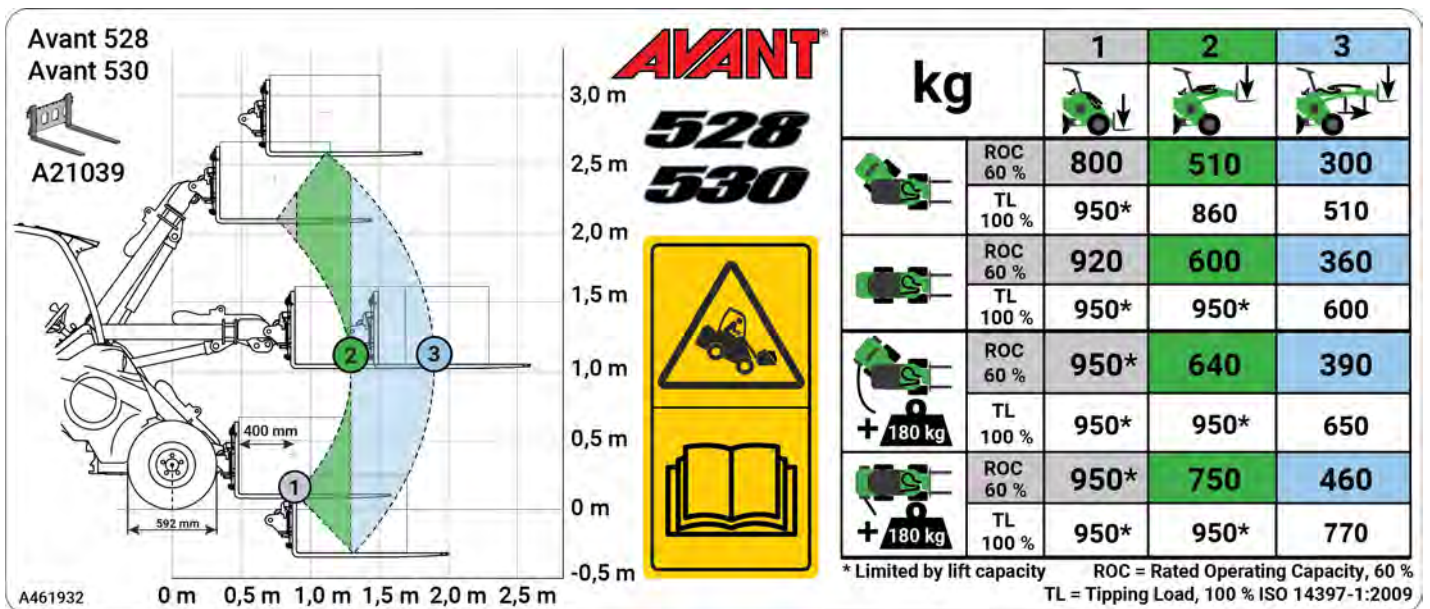 Avant 528
Avant 530
A21039
3,0 m
2,5 m
2,0 m
1,5 m
1,0 m
0,5 m
0 m
-0,5 m
2
3
400 mm
1
592 mm
A461932
0 m 0,5 m 1,0 m 1,5 m 2,0 m 2,5 m
AVANT®
528
530
kg 1 2 3
ROC 60 % 800 510 300
TL 100 % 950* 860 510
ROC 60 % 920 600 360
TL 100 % 950* 950* 600
ROC 60 % 950* 640 390
+ 180 kg TL 100 % 950* 950* 650
ROC 60 % 950* 750 460
+ 180 kg TL 100 % 950* 950* 770
* Limited by lift capacity ROC = Rated Operating Capacity, 60 %
TL = Tipping Load, 100 % ISO 14397-1:2009